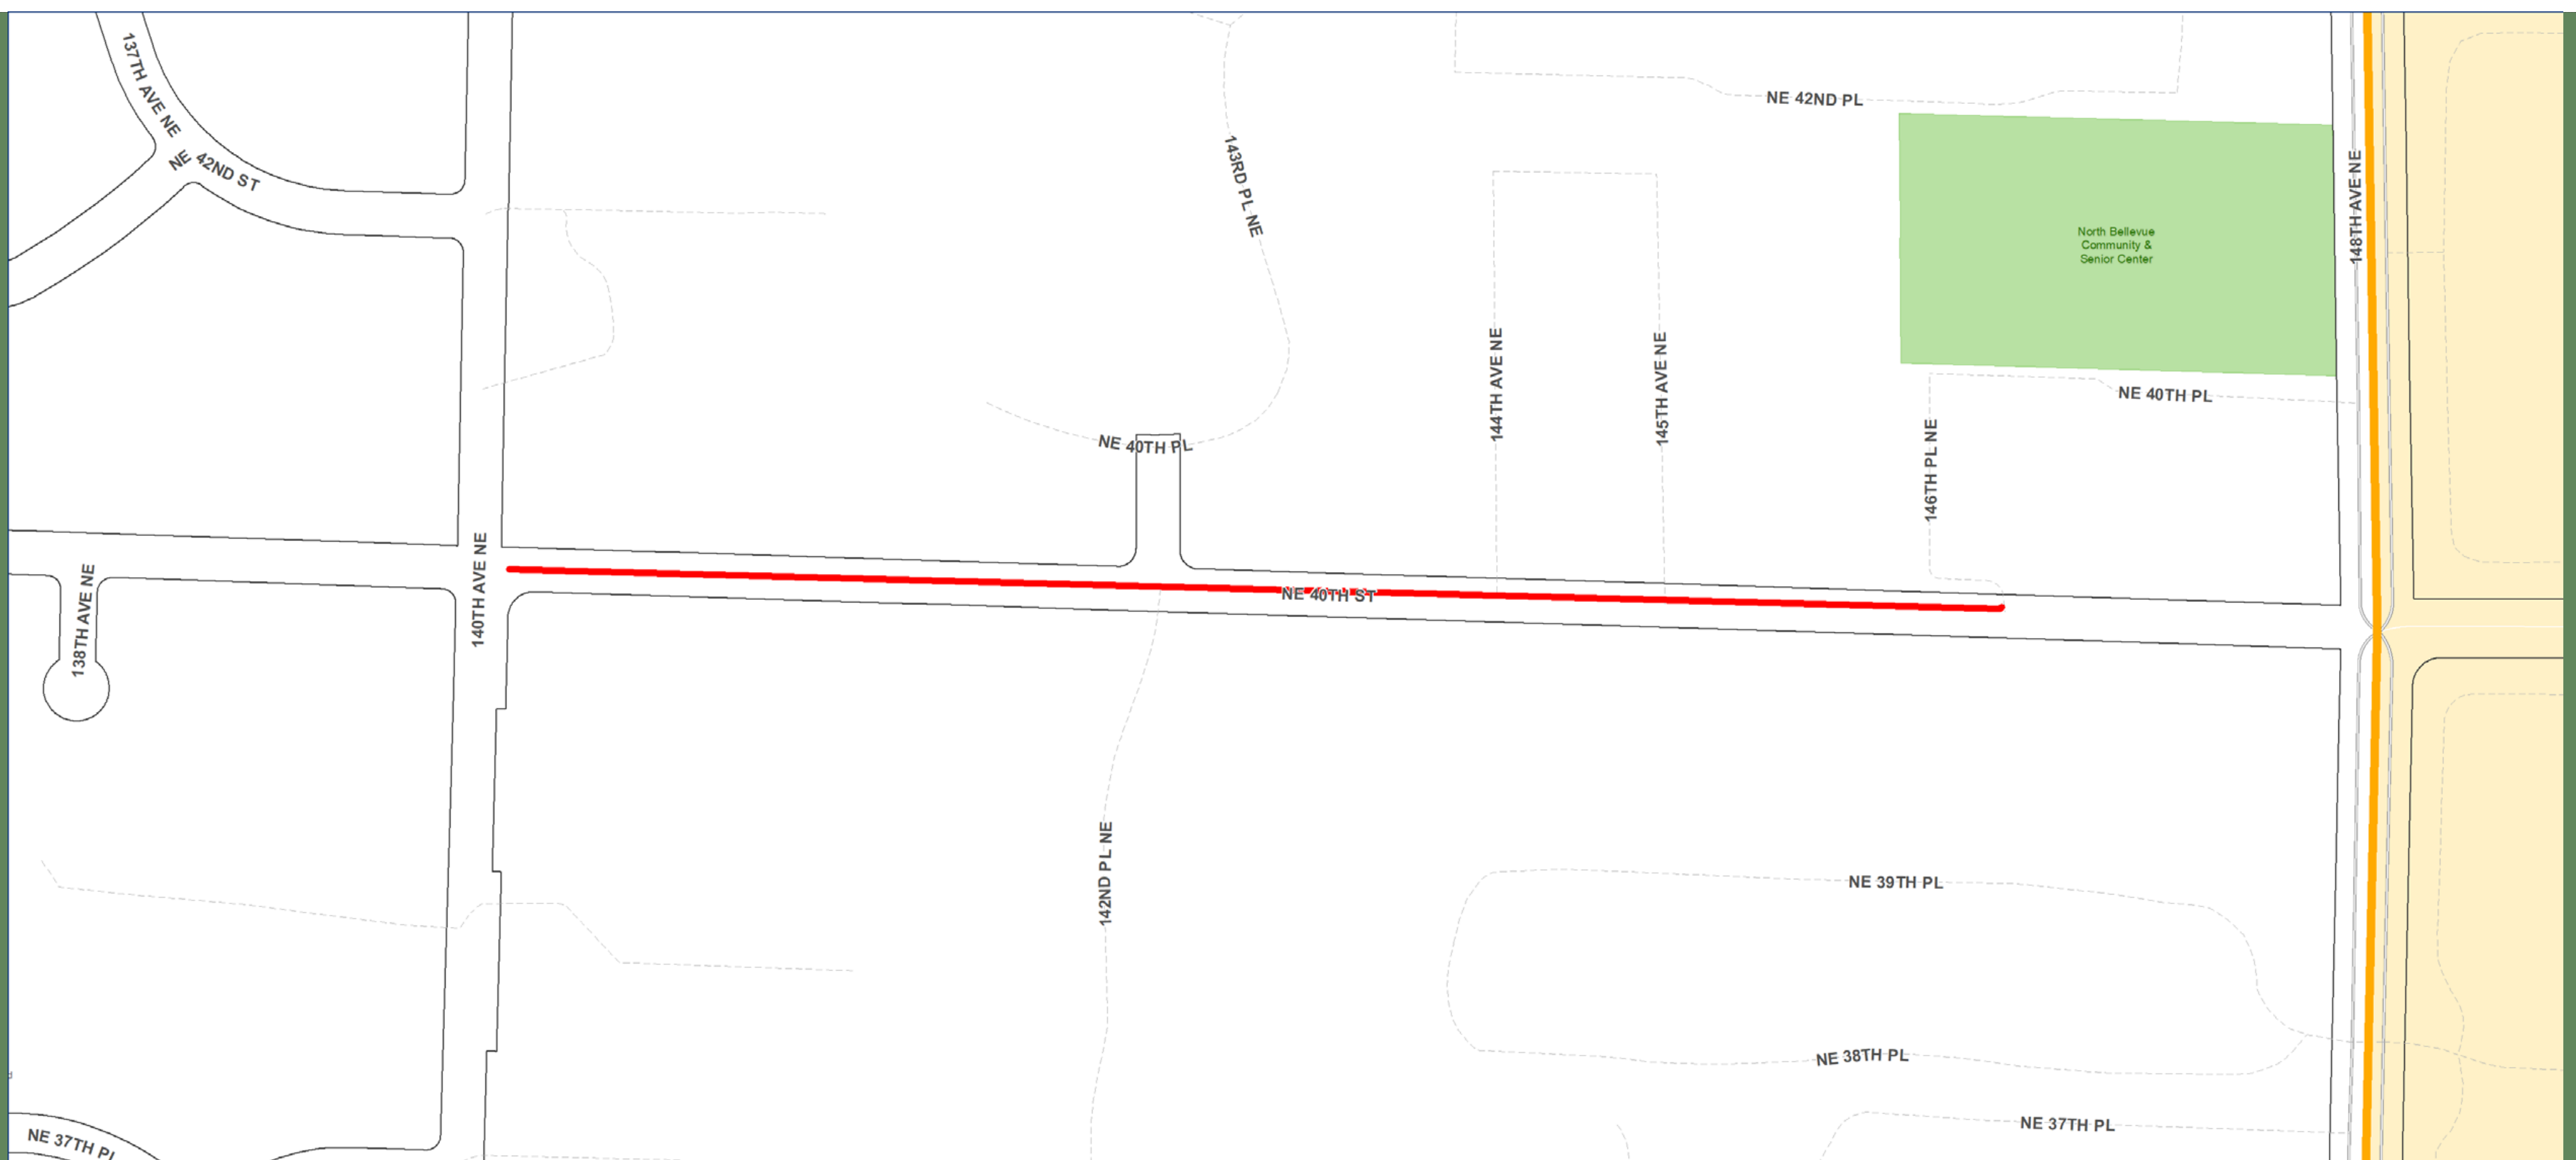 137TH AVE NE
NE 42ND ST
NE 42ND PL
143RD PL NE
148TH AVE NE
North Bellevue
Community &
Senior Center
144TH AVE NE
145TH AVE NE
NE 40TH PL
146TH PL NE
NE 40TH PL
140TH AVE NE
138TH AVE NE
NE 40TH ST
142ND PL NE
NE 39TH PL
NE 38TH PL
NE 37TH PL
NE 37TH PL